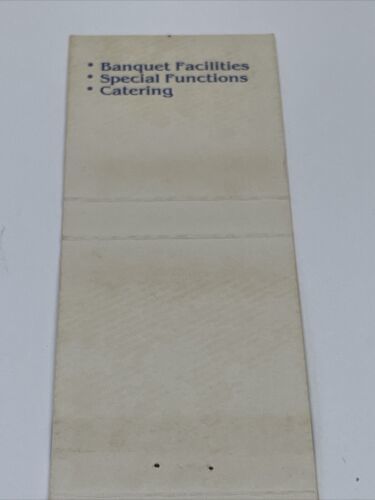 * Banquet Facilities
* Special Functions
* Catering